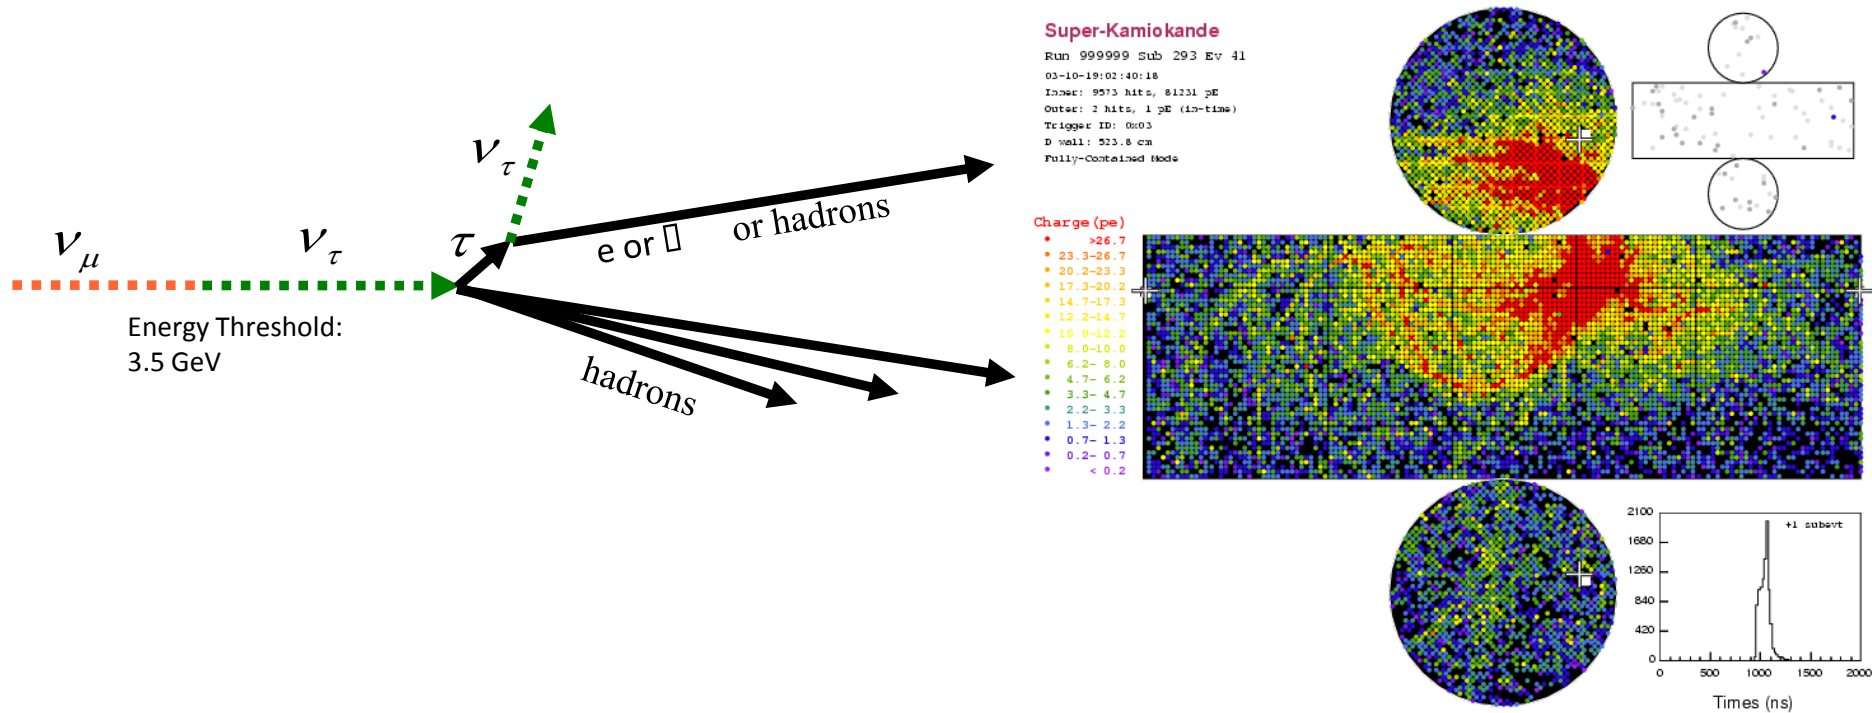 ν_μ
ν_τ
ν_τ
τ
e or ▯
or hadrons
hadrons
Energy Threshold:
3.5 GeV
Super-Kamiokande
Run 999999 Sub 293 Ev 41
03-10-19:02:40:18
Inner: 9573 hits, 81231 pE
Outer: 2 hits, 1 pE (in-time)
Trigger ID: 0x03
D wall: 523.8 cm
Fully-Contained Mode
Charge(pe)
>26.7
23.3-26.7
20.2-23.3
17.3-20.2
14.7-17.3
12.2-14.7
10.0-12.2
8.0-10.0
6.2- 8.0
4.7- 6.2
3.3- 4.7
2.2- 3.3
1.3- 2.2
0.7- 1.3
0.2- 0.7
< 0.2
+1 subevt
2100
1680
1260
840
420
0
0 500 1000 1500 2000
Times (ns)